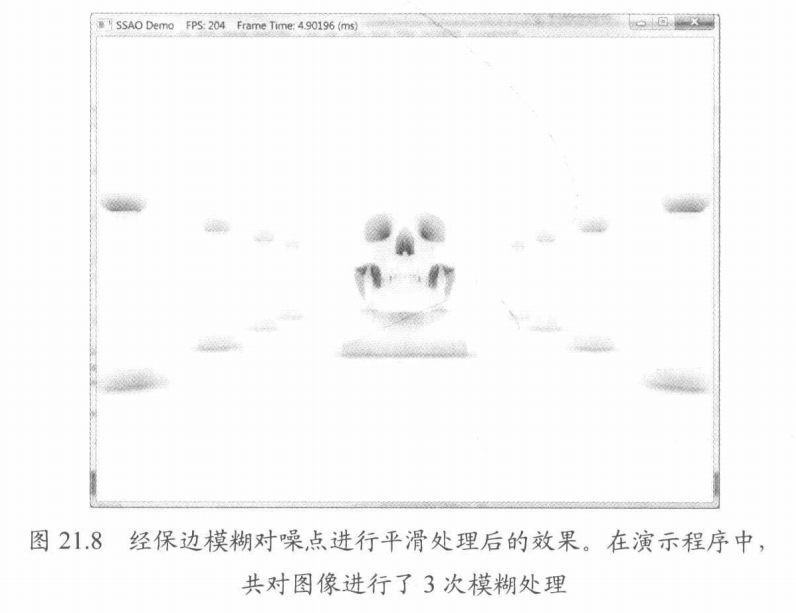 SSAO Demo FPS: 204 Frame Time: 4.90196 (ms)
图 21.8 经保边模糊对噪点进行平滑处理后的效果。在演示程序中，
共对图像进行了 3 次模糊处理